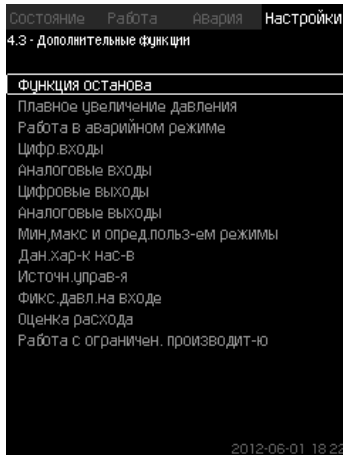 Состояние Работа Авария Настройки
4.3 - Дополнительные функции
Функция останова
Плавное увеличение давления
Работа в аварийном режиме
Цифр.входы
Аналоговые входы
Цифровые выходы
Аналоговые выходы
Мин,макс и опред.польз-ем режимы
Дан.хар-к нас-в
Источн.управ-я
Фикс.давл.на входе
Оценка расхода
Работа с ограничен. производит-ю
2012-06-01 18:22